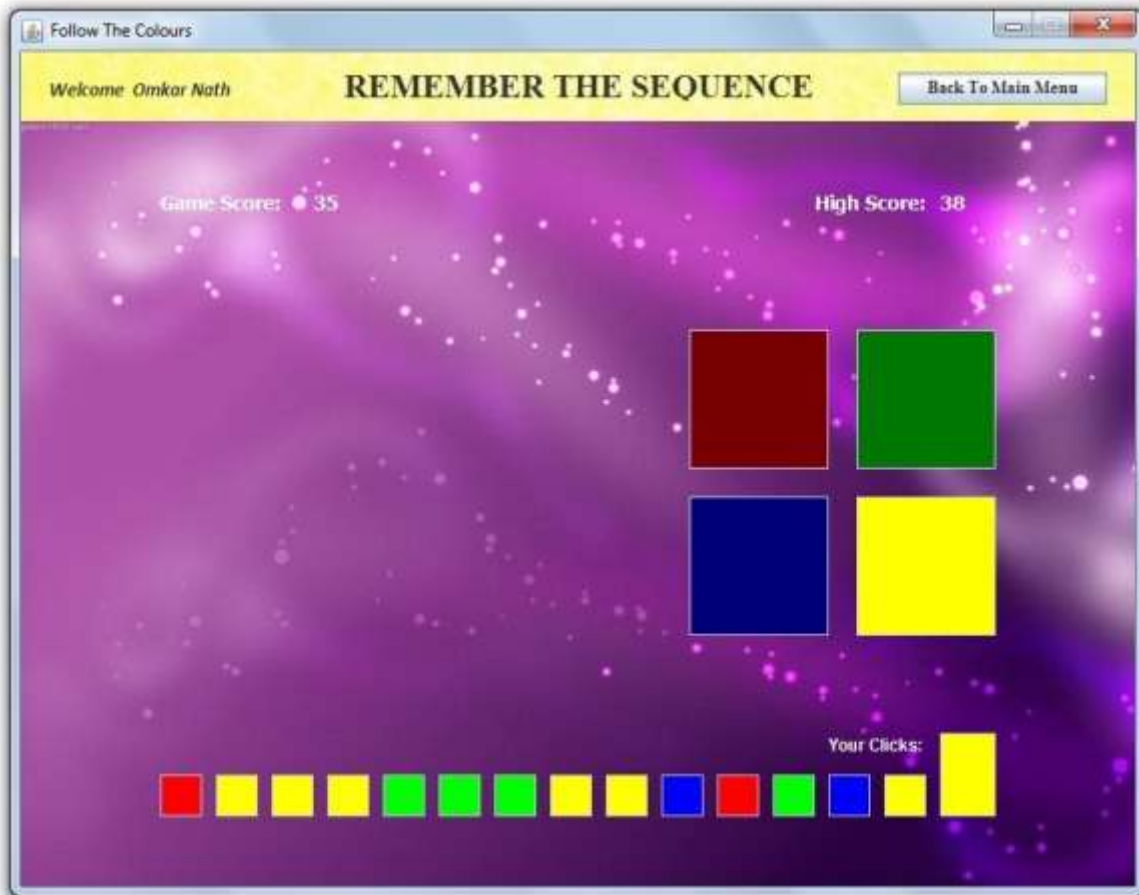 Follow The Colours
Welcome Omkar Nath
REMEMBER THE SEQUENCE
Back To Main Menu
Game Score: 35
High Score: 38
Your Clicks: